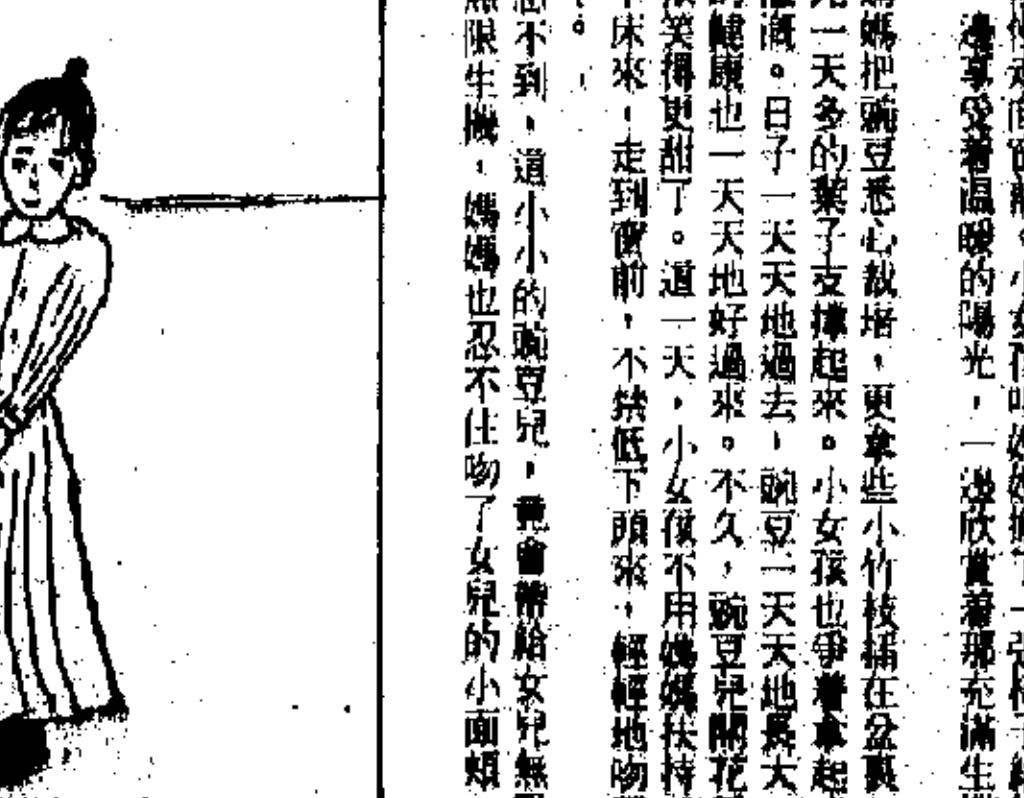 邊享受着溫暖的陽光，一邊欣賞着那充滿生
媽把豌豆悉心栽培，更拿些小竹枝插在盆裏
一天多的葉子支撐起來。小女孩也爭着拿起
溉。日子一天天地過去，豌豆一天天地長大
健康也一天天地好過來。不久，豌豆兒開花
笑得更甜了。這一天，小女孩不用媽媽扶持
床來，走到窗前，不禁低下頭來，輕輕地吻
。
不到，這小小的豌豆兒，竟會帶給女兒無
限生機，媽媽也忍不住吻了女兒的小面頰